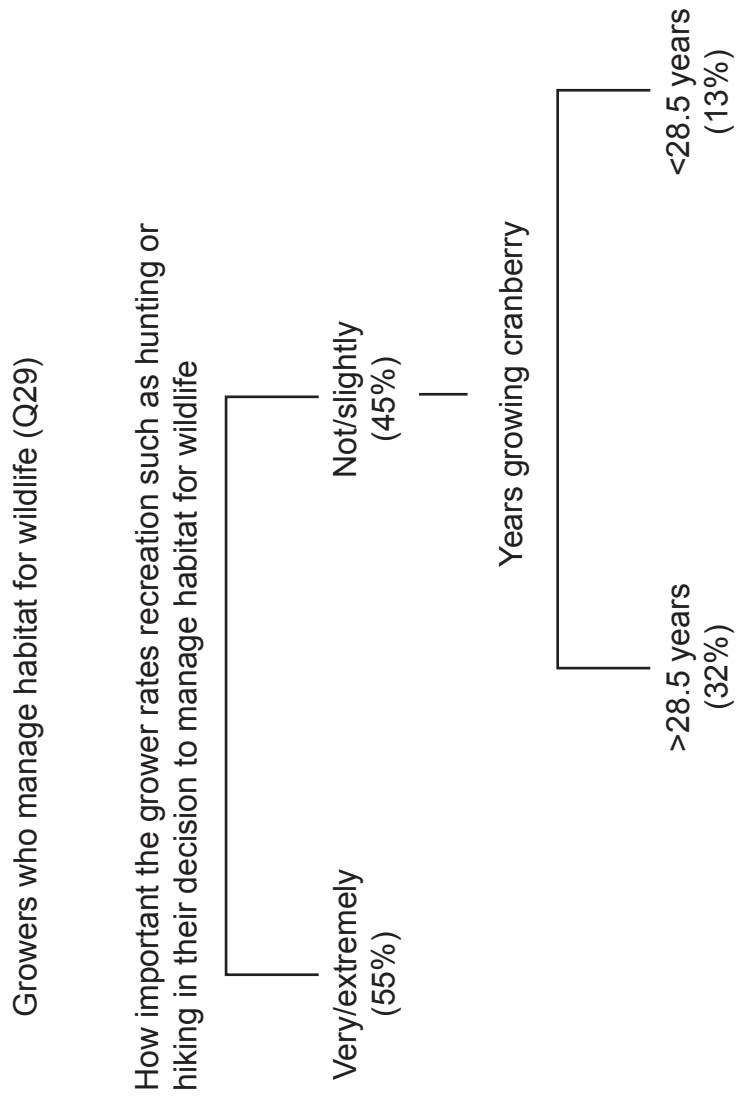 Growers who manage habitat for wildlife (Q29)
How important the grower rates recreation such as hunting or
hiking in their decision to manage habitat for wildlife
Very/extremely
(55%)
Not/slightly
(45%)
Years growing cranberry
>28.5 years
(32%)
<28.5 years
(13%)